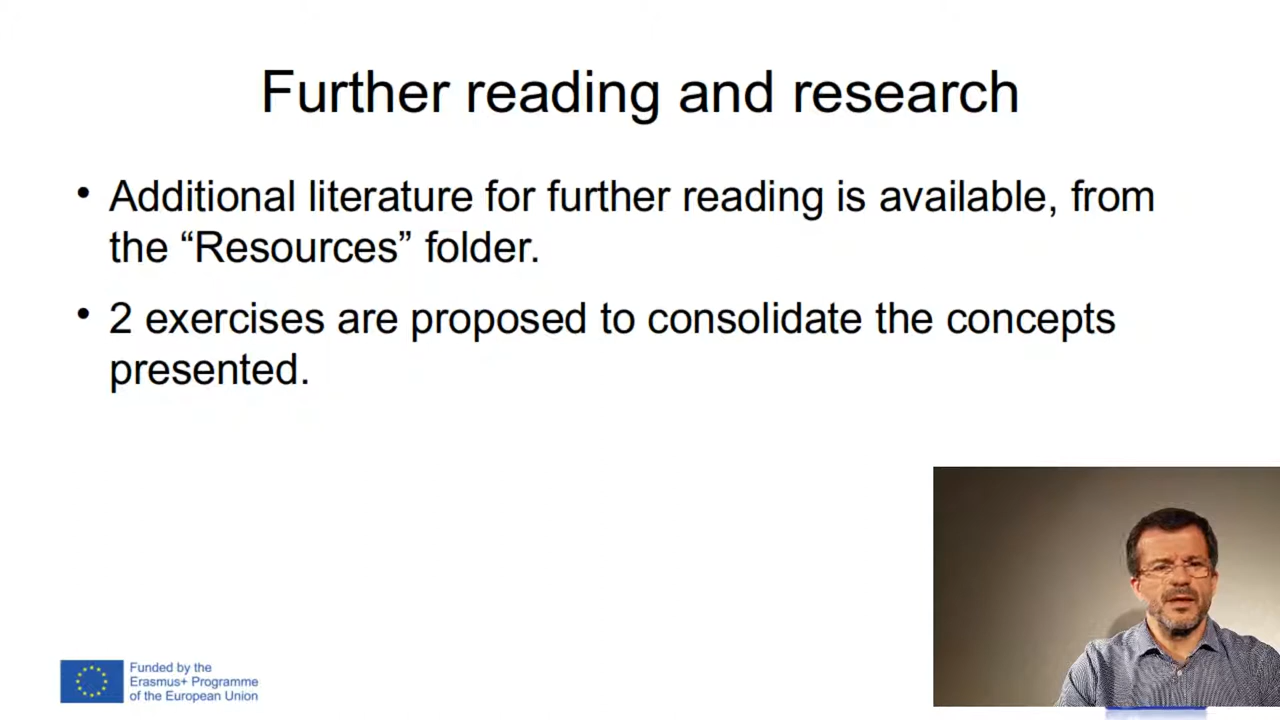 Further reading and research
• Additional literature for further reading is available, from
the “Resources” folder.
• 2 exercises are proposed to consolidate the concepts
presented.
Funded by the
Erasmus+ Programme
of the European Union